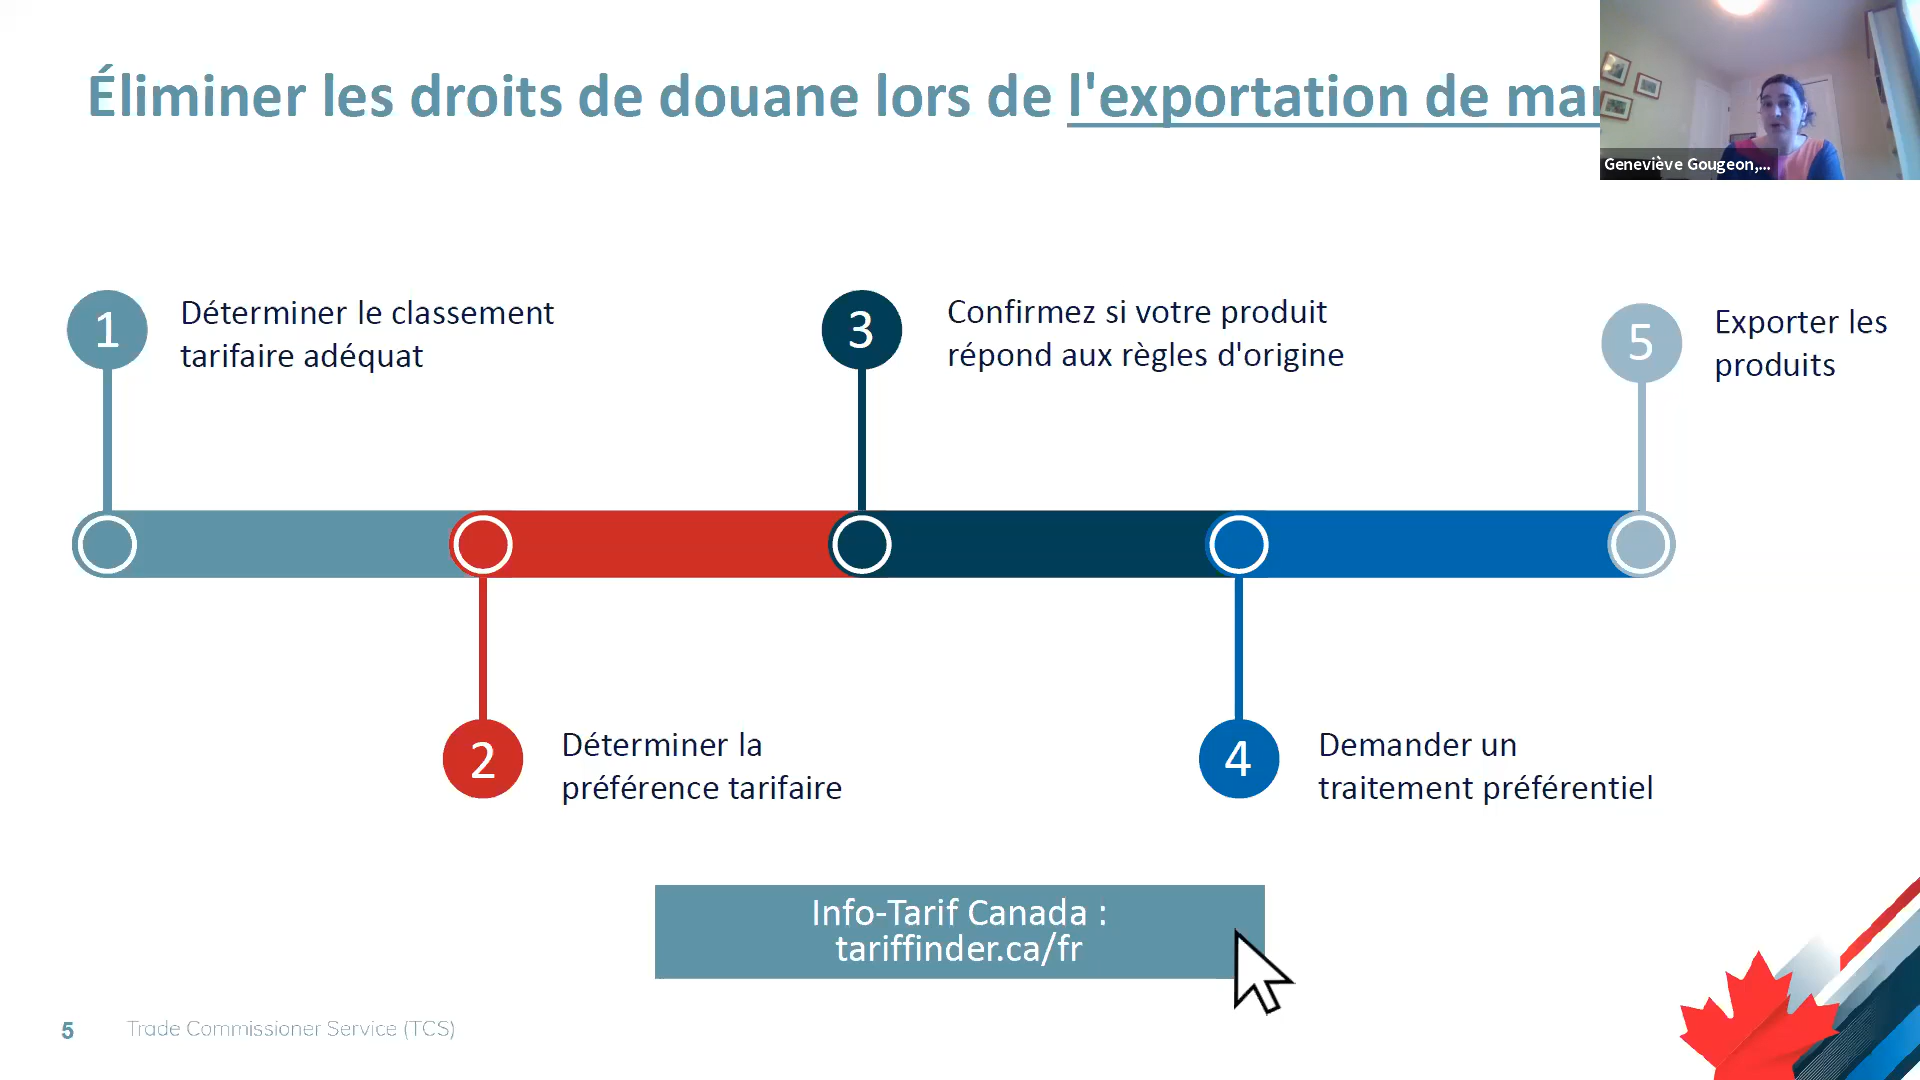 Éliminer les droits de douane lors de l'exportation de
Geneviève Gougeon,...
1
Déterminer le classement
tarifaire adéquat
3
Confirmez si votre produit
répond aux règles d'origine
5
Exporter les
produits
2
Déterminer la
préférence tarifaire
4
Demander un
traitement préférentiel
Info-Tarif Canada :
tariffinder.ca/fr
5
Trade Commissioner Service (TCS)